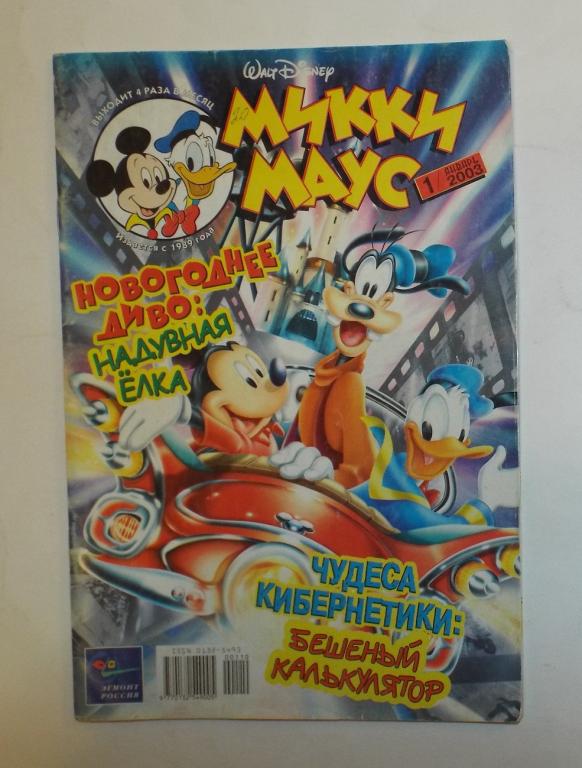 WALT DISNEY
МИККИ
МАУС
1/ЯНВАРЬ
2003
ВЫХОДИТ 4 РАЗА В МЕСЯЦ
Издается с 1989 года
НОВОГОДНЕЕ
ДИВО:
НАДУВНАЯ
ЁЛКА
ЧУДЕСА
КИБЕРНЕТИКИ:
БЕШЕНЫЙ
КАЛЬКУЛЯТОР
00110
ЭГМОНТ
РОССИЯ